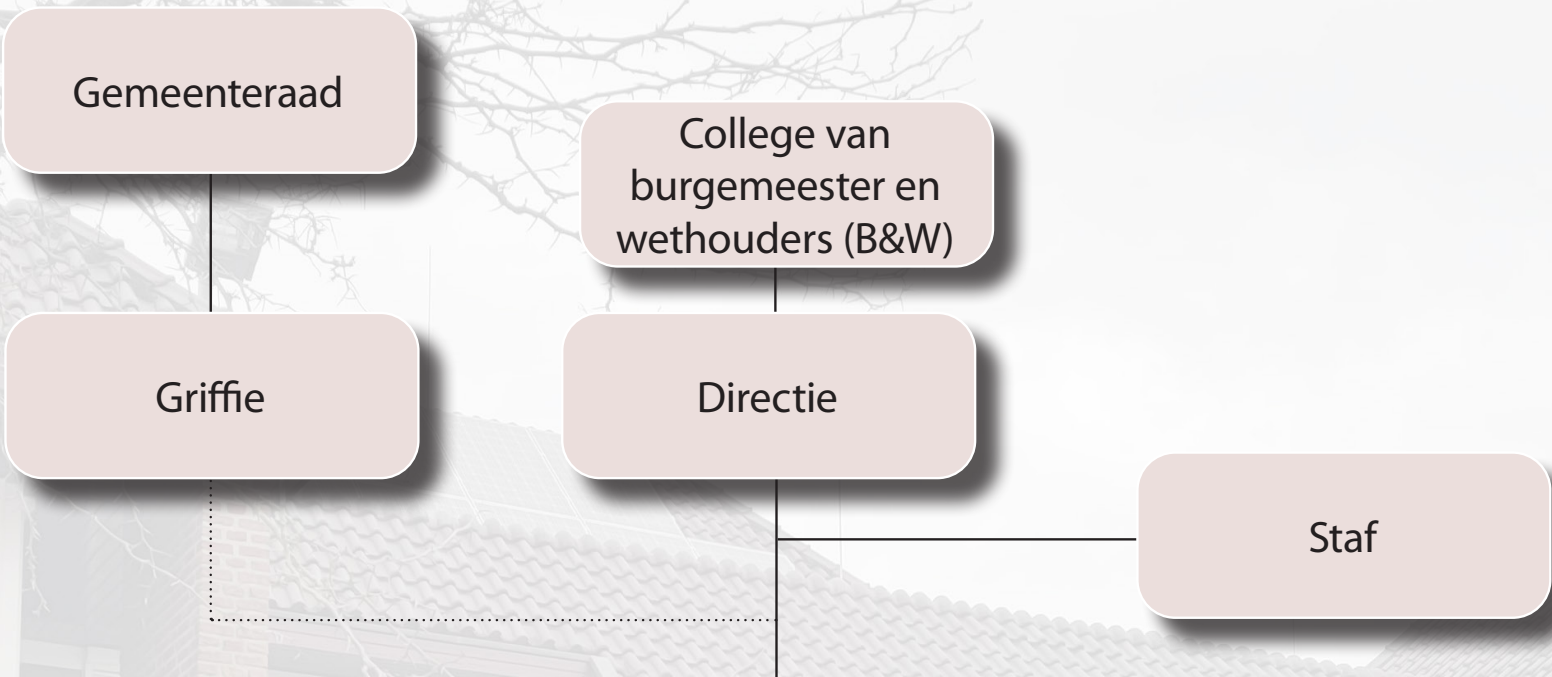 Gemeenteraad
College van
burgemeester en
wethouders (B&W)
Griffie
Directie
Staf